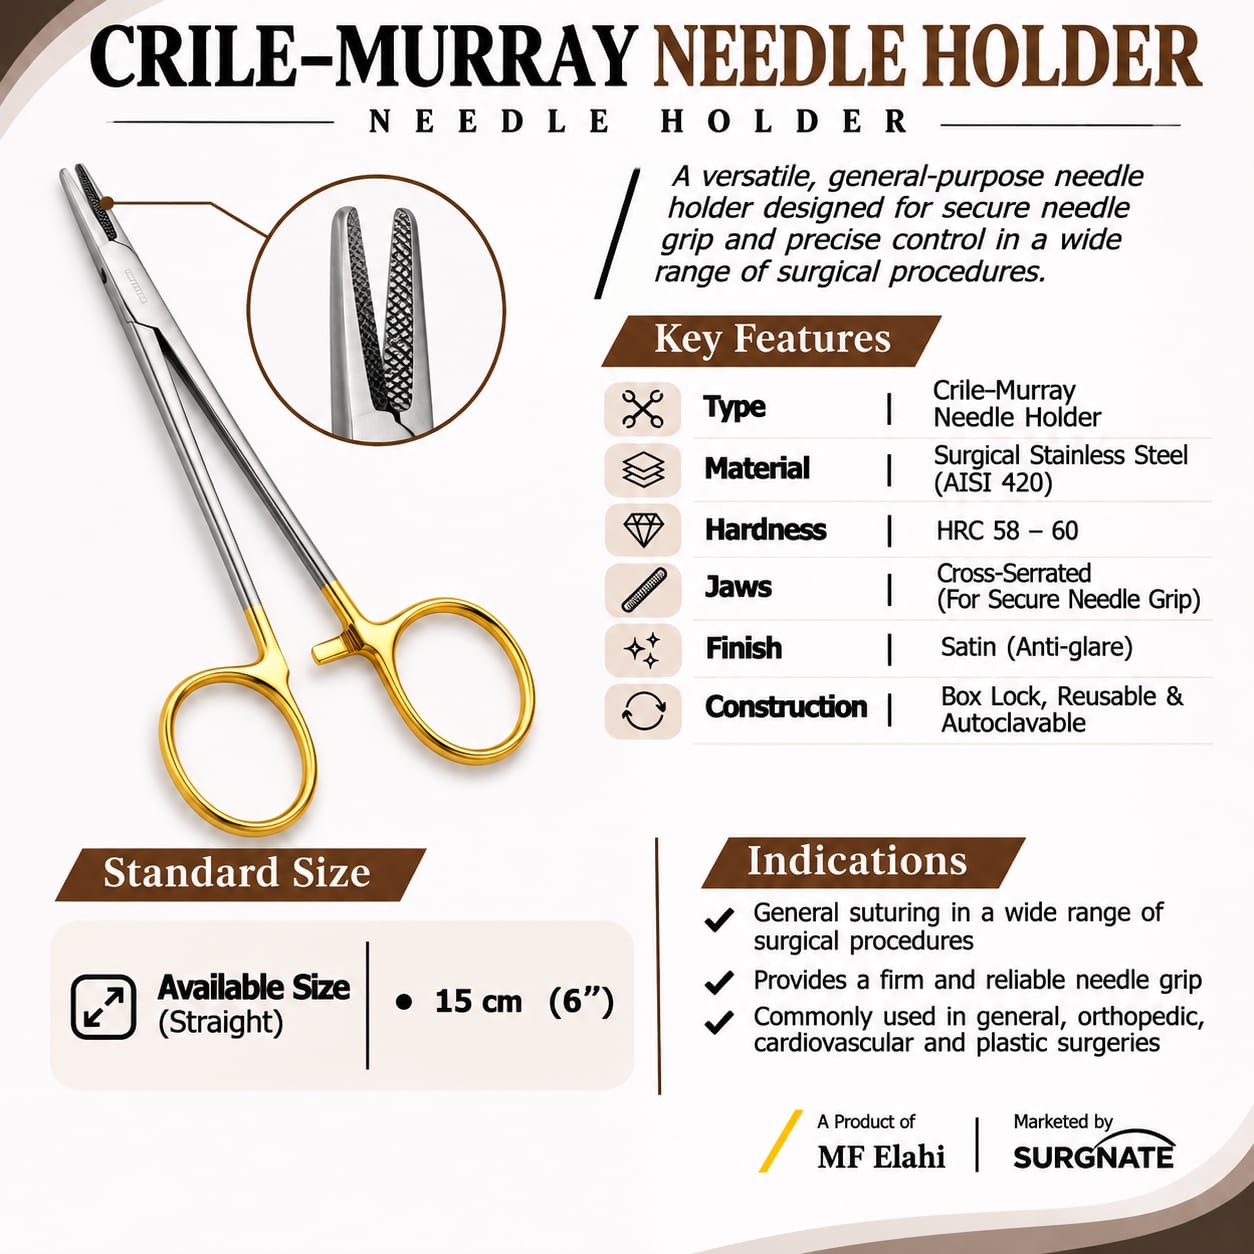 CRILE–MURRAY NEEDLE HOLDER
NEEDLE HOLDER
A versatile, general-purpose needle
holder designed for secure needle
grip and precise control in a wide
range of surgical procedures.
Key Features
Type | Crile–Murray
Needle Holder
Material | Surgical Stainless Steel
(AISI 420)
Hardness | HRC 58 – 60
Jaws | Cross-Serrated
(For Secure Needle Grip)
Finish | Satin (Anti-glare)
Construction | Box Lock, Reusable &
Autoclavable
Standard Size
Available Size
(Straight)
• 15 cm (6”)
Indications
✔ General suturing in a wide range of
surgical procedures
✔ Provides a firm and reliable needle grip
✔ Commonly used in general, orthopedic,
cardiovascular and plastic surgeries
A Product of
MF Elahi
Marketed by
SURGNATE